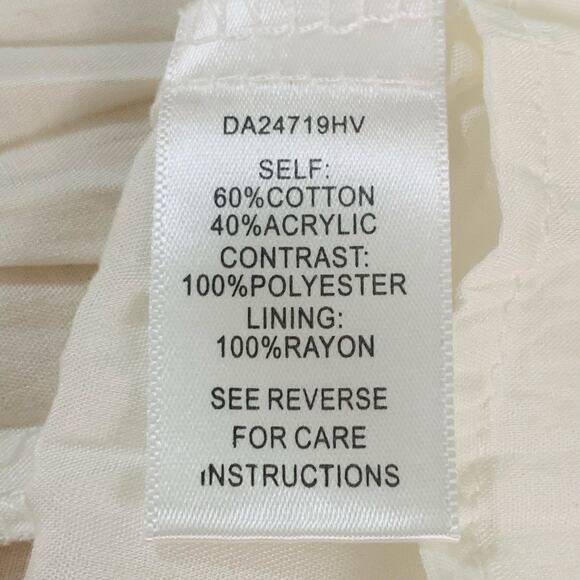 DA24719HV
SELF:
60%COTTON
40%ACRYLIC
CONTRAST:
100%POLYESTER
LINING:
100%RAYON
SEE REVERSE
FOR CARE
INSTRUCTIONS